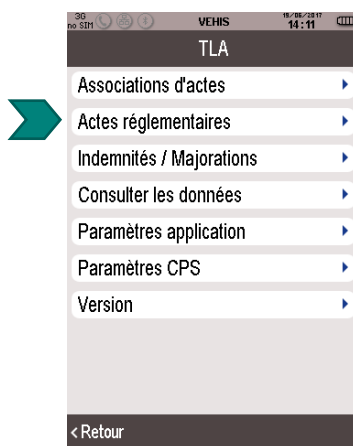 3G
no SIM
VEHIS
15/06/2017
14:11
TLA
Associations d'actes
Actes réglementaires
Indemnités / Majorations
Consulter les données
Paramètres application
Paramètres CPS
Version
< Retour